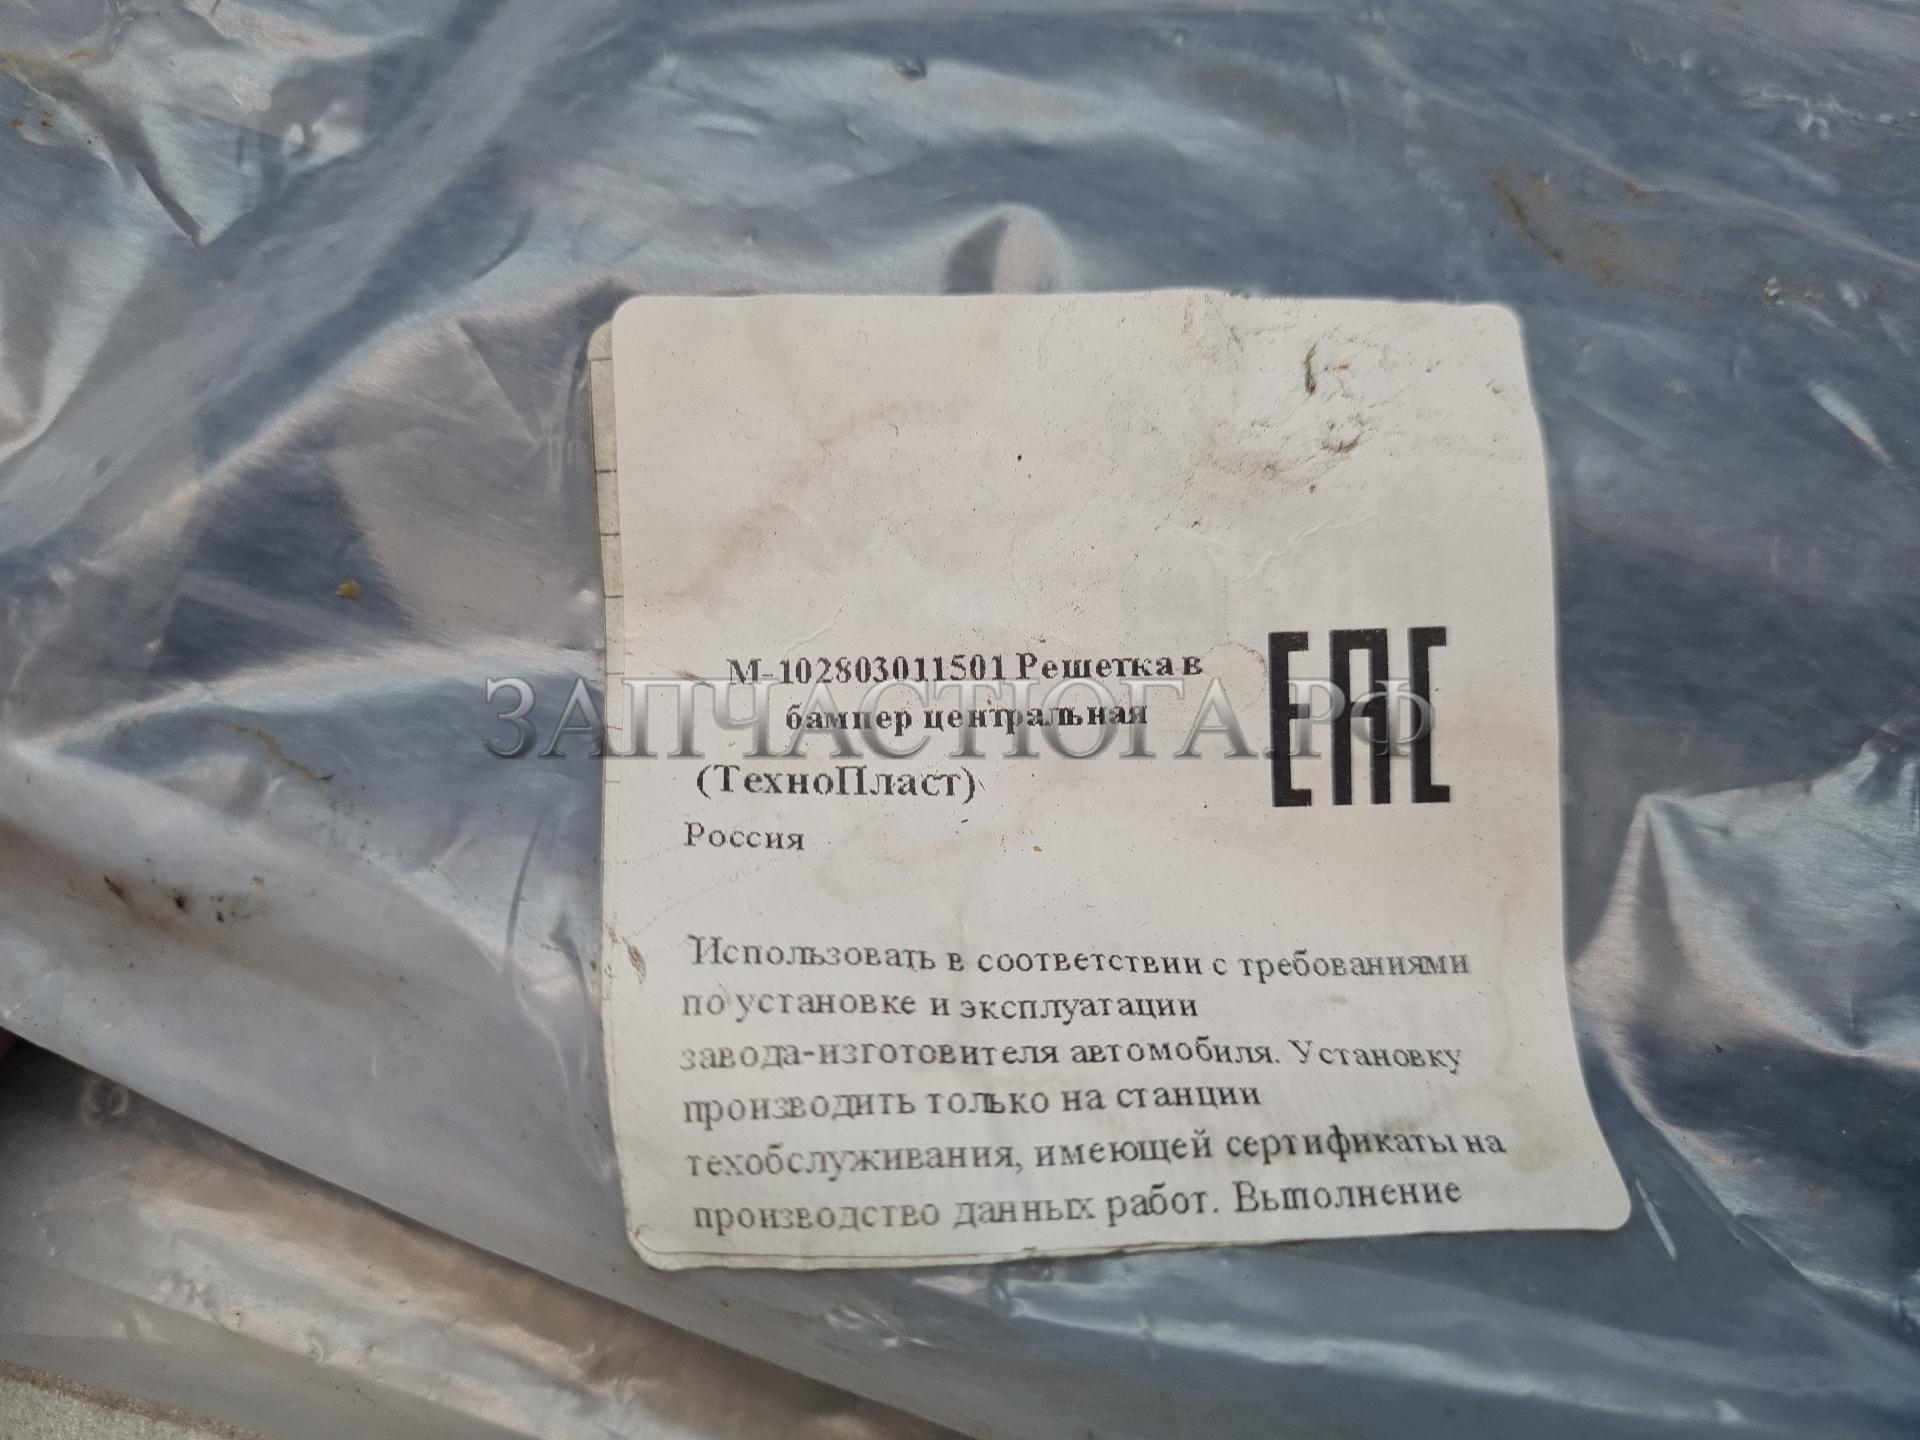 М-102803011501 Решетка в
бампер центральная
(ТехноПласт)
Россия
ЕАС
ЗАПЧАСТЮГА.РФ
Использовать в соответствии с требованиями
по установке и эксплуатации
завода-изготовителя автомобиля. Установку
производить только на станции
техобслуживания, имеющей сертификаты на
производство данных работ. Выполнение